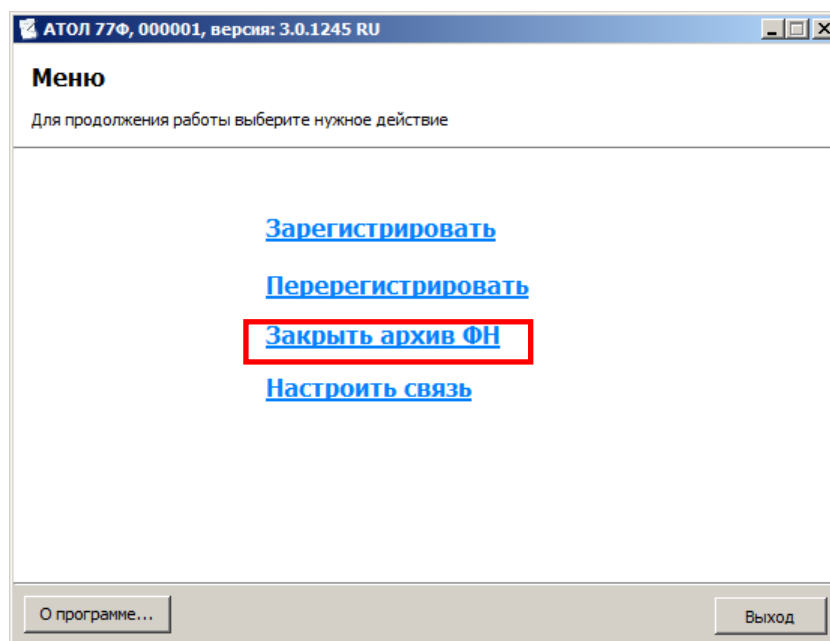 АТОЛ 77Ф, 000001, версия: 3.0.1245 RU
Меню
Для продолжения работы выберите нужное действие
Зарегистрировать
Перерегистрировать
Закрыть архив ФН
Настроить связь
О программе...
Выход